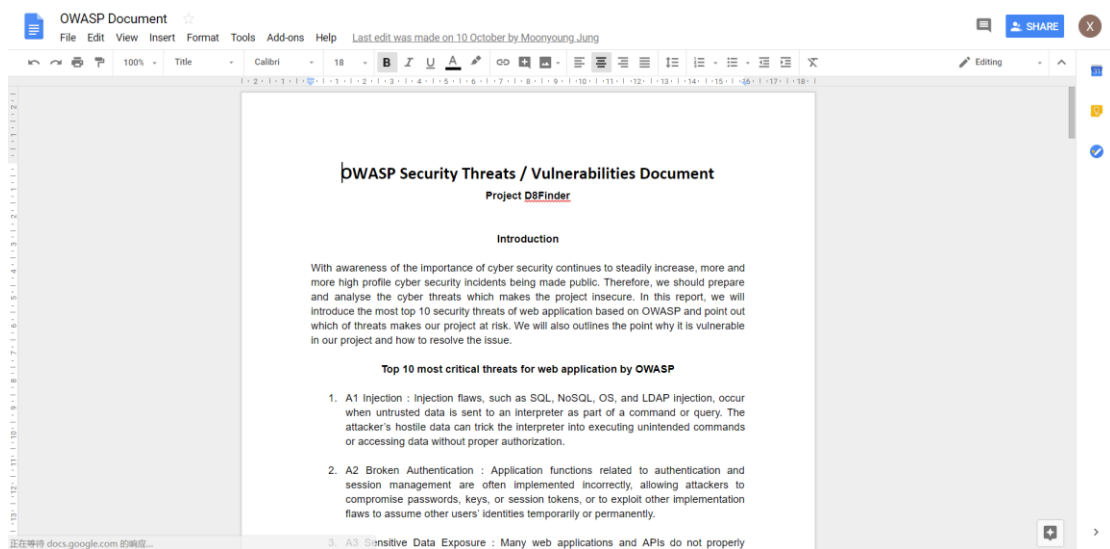 OWASP Document
File Edit View Insert Format Tools Add-ons Help Last edit was made on 10 October by Moonyoung Jung
SHARE
X
100% Title Calibri 18 B I U A Editing
OWASP Security Threats / Vulnerabilities Document
Project D8Finder
Introduction
With awareness of the importance of cyber security continues to steadily increase, more and
more high profile cyber security incidents being made public. Therefore, we should prepare
and analyse the cyber threats which makes the project insecure. In this report, we will
introduce the most top 10 security threats of web application based on OWASP and point out
which of threats makes our project at risk. We will also outlines the point why it is vulnerable
in our project and how to resolve the issue.
Top 10 most critical threats for web application by OWASP
1. A1 Injection : Injection flaws, such as SQL, NoSQL, OS, and LDAP injection, occur
when untrusted data is sent to an interpreter as part of a command or query. The
attacker's hostile data can trick the interpreter into executing unintended commands
or accessing data without proper authorization.
2. A2 Broken Authentication : Application functions related to authentication and
session management are often implemented incorrectly, allowing attackers to
compromise passwords, keys, or session tokens, or to exploit other implementation
flaws to assume other users' identities temporarily or permanently.
3. A3 Sensitive Data Exposure : Many web applications and APIs do not properly
正在等待 docs.google.com 的响应...